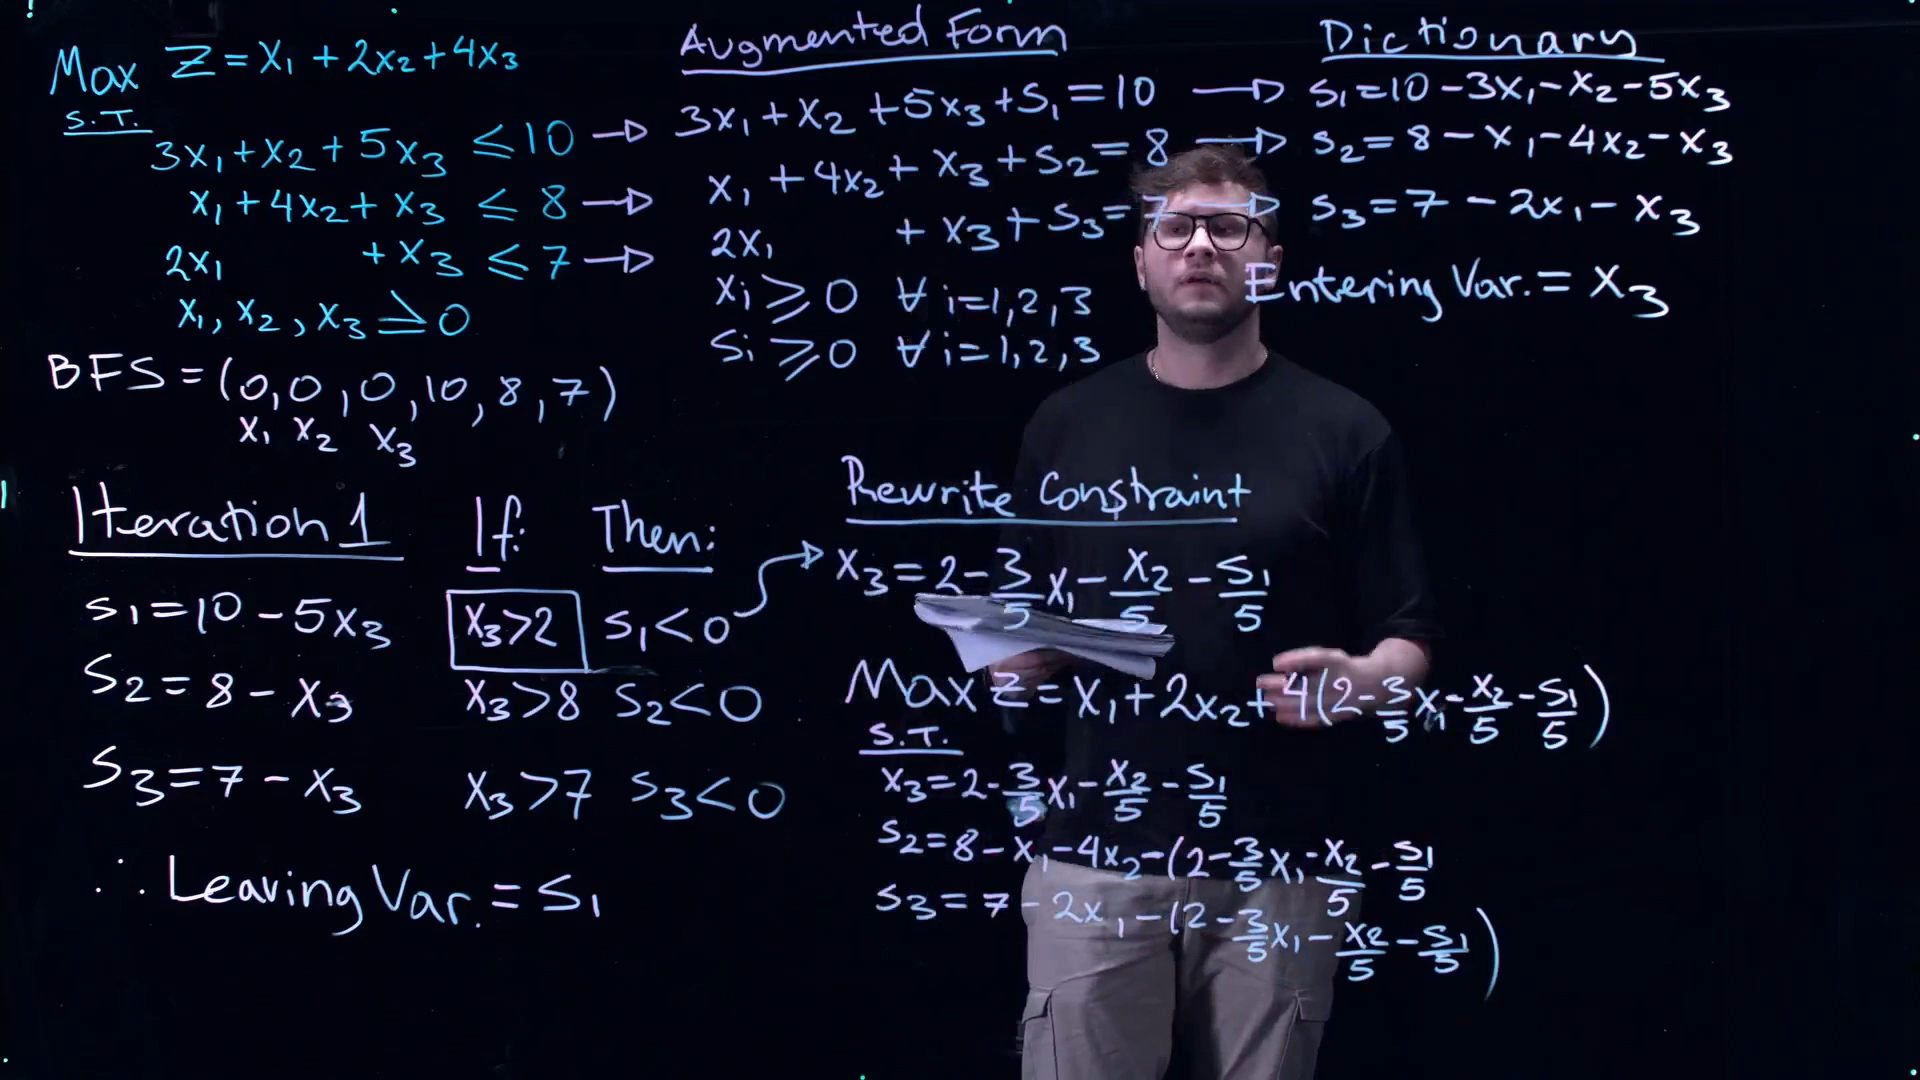 Max Z = x₁ + 2x₂ + 4x₃
S.T.
3x₁ + x₂ + 5x₃ ≤ 10
x₁ + 4x₂ + x₃ ≤ 8
2x₁ + x₃ ≤ 7
x₁, x₂, x₃ ≥ 0
BFS = (0, 0, 0, 10, 8, 7)
x₁ x₂ x₃
Augmented Form
3x₁ + x₂ + 5x₃ + s₁ = 10
x₁ + 4x₂ + x₃ + s₂ = 8
2x₁ + x₃ + s₃ = 7
xᵢ ≥ 0 ∀ i = 1, 2, 3
sᵢ ≥ 0 ∀ i = 1, 2, 3
Dictionary
s₁ = 10 - 3x₁ - x₂ - 5x₃
s₂ = 8 - x₁ - 4x₂ - x₃
s₃ = 7 - 2x₁ - x₃
Entering Var. = x₃
Iteration 1 If: Then:
s₁ = 10 - 5x₃ x₃ > 2 s₁ < 0
s₂ = 8 - x₃ x₃ > 8 s₂ < 0
s₃ = 7 - x₃ x₃ > 7 s₃ < 0
∴ Leaving Var. = s₁
Rewrite Constraint
x₃ = 2 - 3/5 x₁ - x₂/5 - s₁/5
Max Z = x₁ + 2x₂ + 4(2 - 3/5 x₁ - x₂/5 - s₁/5)
S.T.
x₃ = 2 - 3/5 x₁ - x₂/5 - s₁/5
s₂ = 8 - x₁ - 4x₂ - (2 - 3/5 x₁ - x₂/5 - s₁/5
s₃ = 7 - 2x₁ - (2 - 3/5 x₁ - x₂/5 - s₁/5)